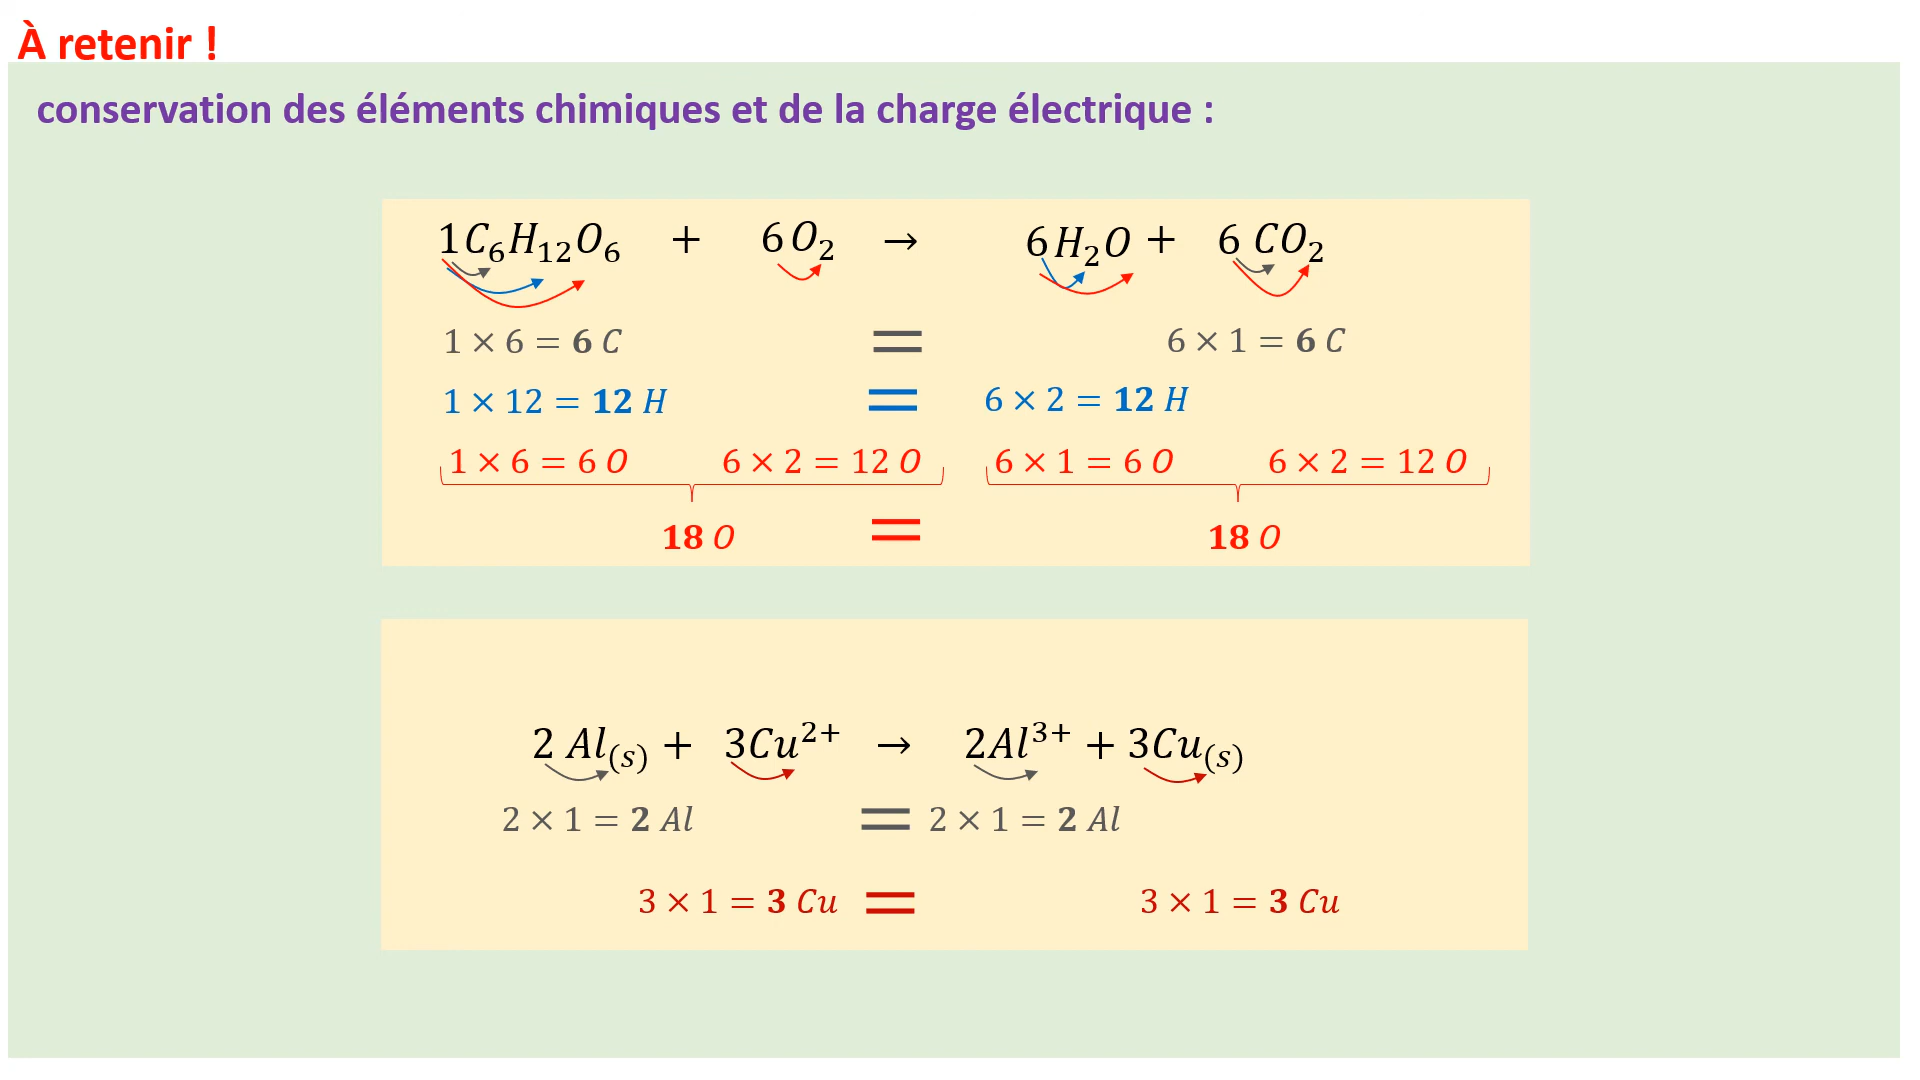 À retenir !
conservation des éléments chimiques et de la charge électrique :
1C₆H₁₂O₆ + 6O₂ → 6H₂O + 6 CO₂
1 × 6 = 6 C = 6 × 1 = 6 C
1 × 12 = 12 H = 6 × 2 = 12 H
1 × 6 = 6 O 6 × 2 = 12 O 6 × 1 = 6 O 6 × 2 = 12 O
18 O = 18 O
2 Al₍s₎ + 3Cu²⁺ → 2Al³⁺ + 3Cu₍s₎
2 × 1 = 2 Al = 2 × 1 = 2 Al
3 × 1 = 3 Cu = 3 × 1 = 3 Cu